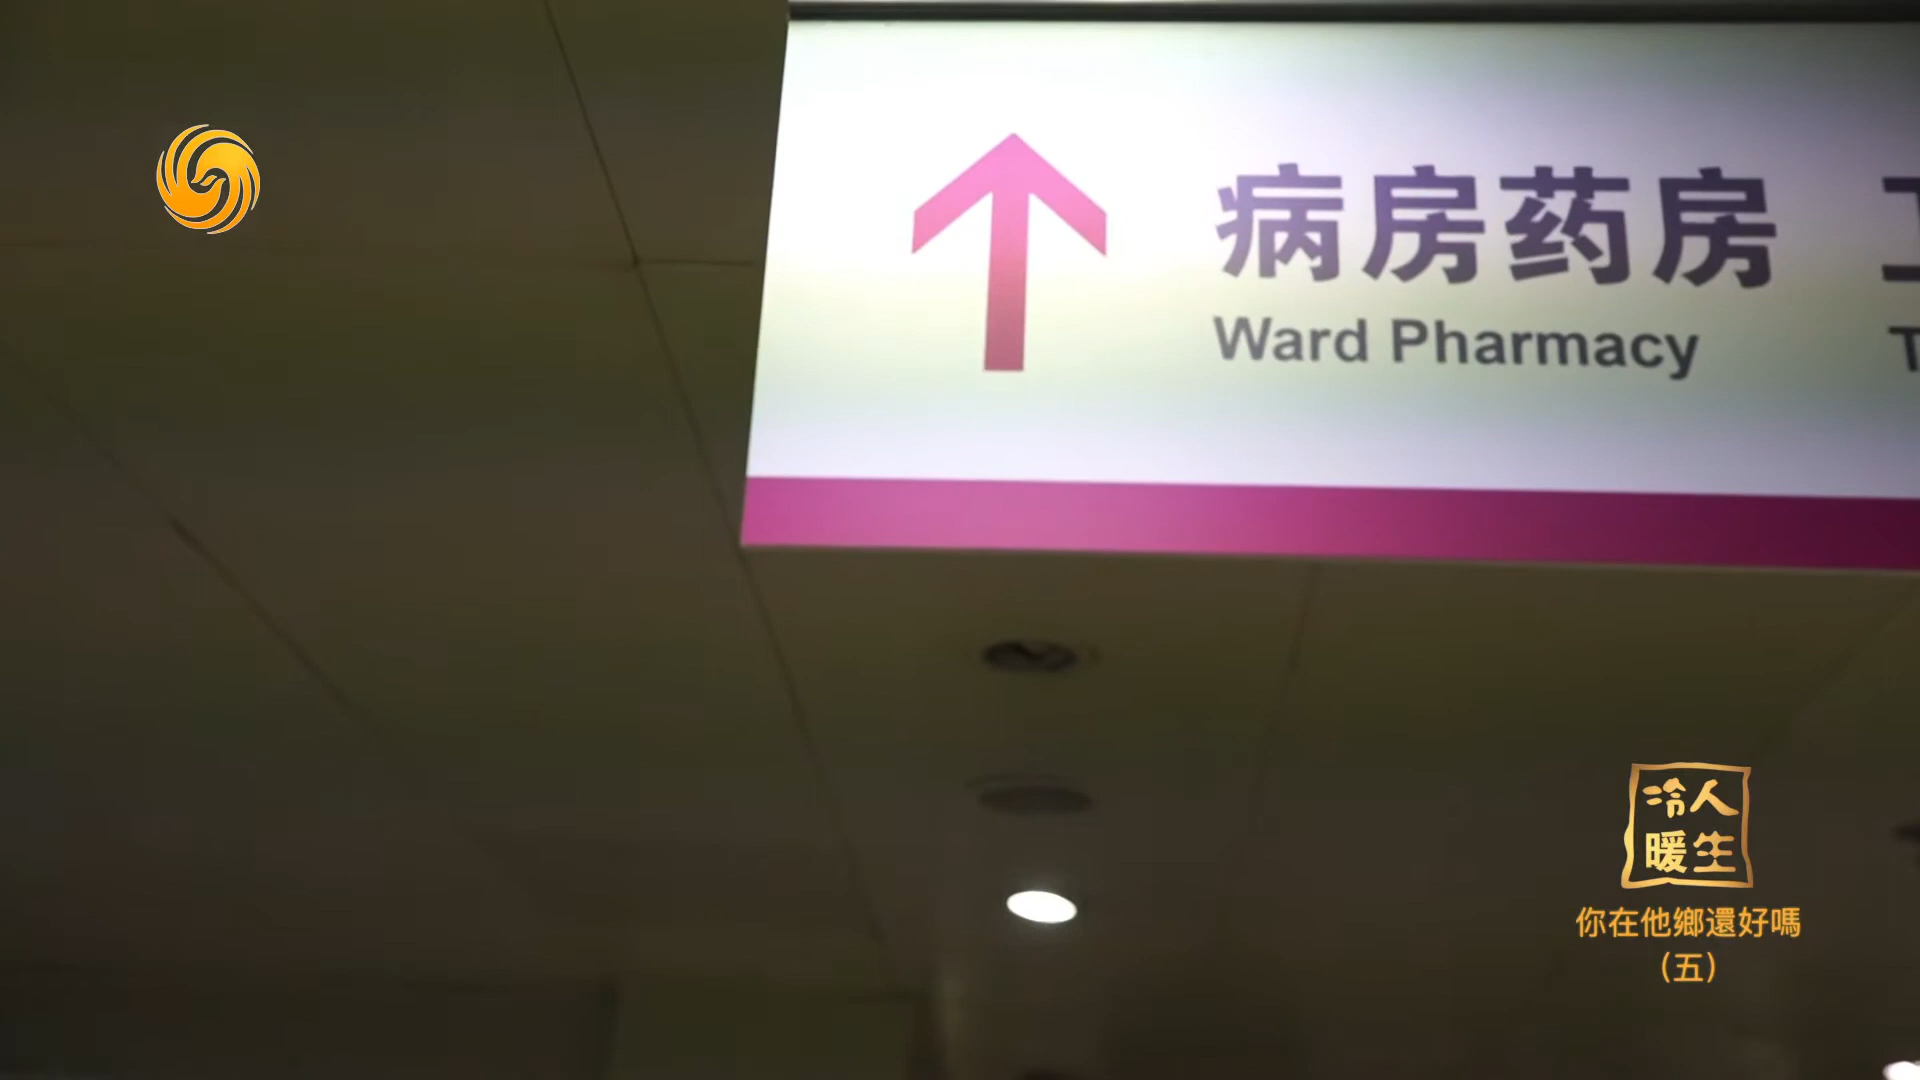 病房药房
Ward Pharmacy
冷人
暖生
你在他鄉還好嗎
(五)